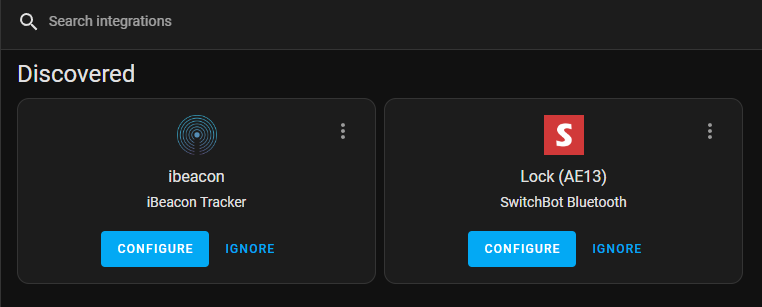 Search integrations
Discovered
ibeacon
iBeacon Tracker
CONFIGURE IGNORE
S
Lock (AE13)
SwitchBot Bluetooth
CONFIGURE IGNORE